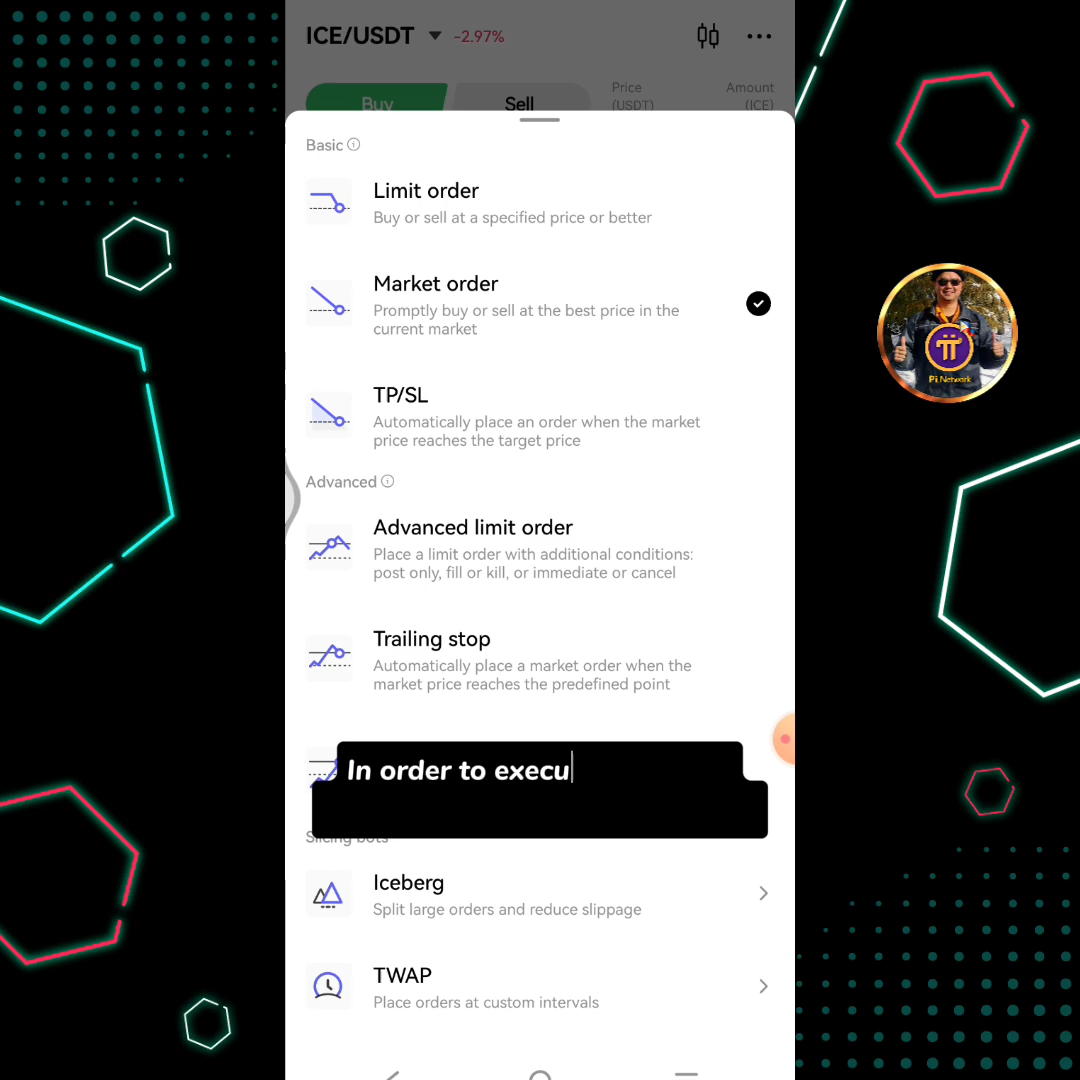 ICE/USDT
-2.97%
Buy
Sell
Price
(USDT)
Amount
(ICE)
Basic
Limit order
Buy or sell at a specified price or better
Market order
Promptly buy or sell at the best price in the
current market
TP/SL
Automatically place an order when the market
price reaches the target price
Advanced
Advanced limit order
Place a limit order with additional conditions:
post only, fill or kill, or immediate or cancel
Trailing stop
Automatically place a market order when the
market price reaches the predefined point
In order to execu
Slicing bots
Iceberg
Split large orders and reduce slippage
TWAP
Place orders at custom intervals
Pi Network